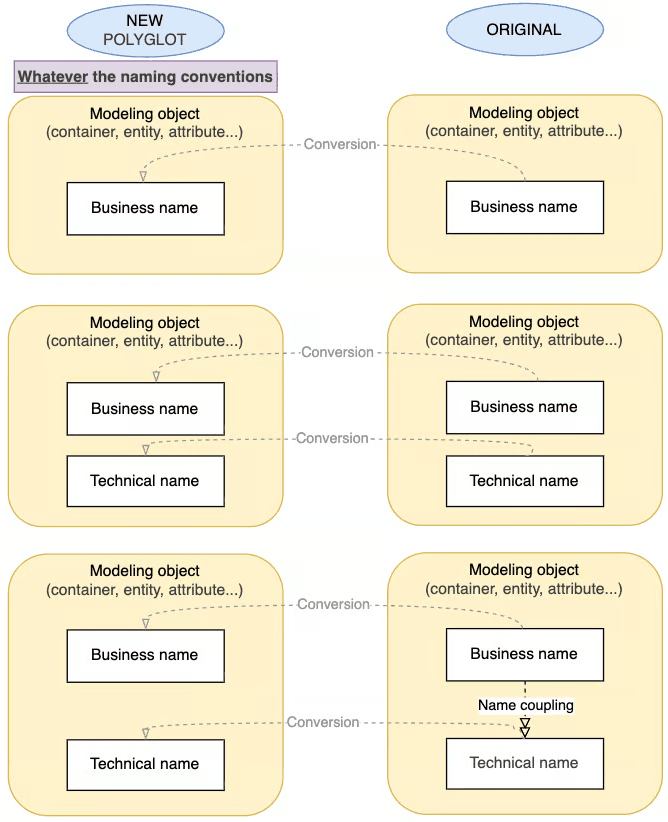 NEW
POLYGLOT
ORIGINAL
Whatever the naming conventions
Modeling object
(container, entity, attribute...)
Business name
Conversion
Modeling object
(container, entity, attribute...)
Business name
Modeling object
(container, entity, attribute...)
Business name
Technical name
Conversion
Conversion
Modeling object
(container, entity, attribute...)
Business name
Technical name
Modeling object
(container, entity, attribute...)
Business name
Technical name
Conversion
Conversion
Modeling object
(container, entity, attribute...)
Business name
Name coupling
Technical name